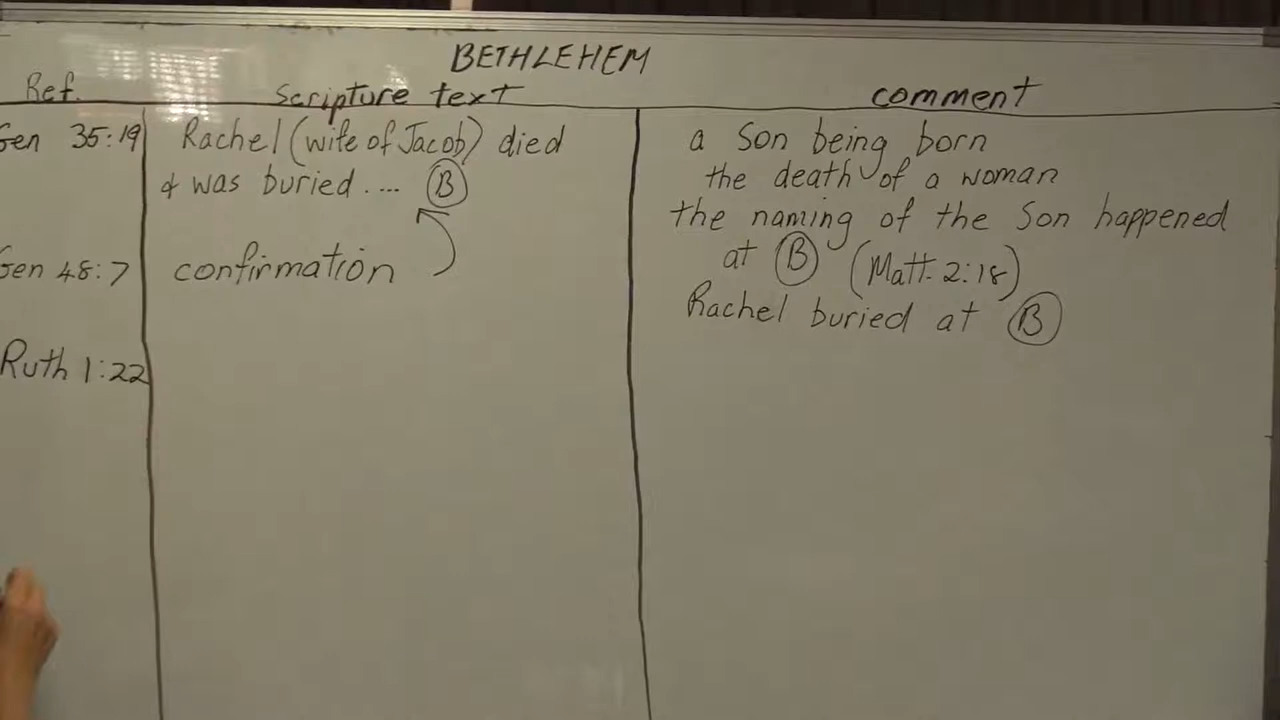 BETHLEHEM
Ref. Scripture text comment
Gen 35:19 Rachel (wife of Jacob) died a Son being born
& was buried .... B the death of a woman
the naming of the Son happened
Gen 48:7 confirmation at B (Matt. 2:18)
Rachel buried at B
Ruth 1:22